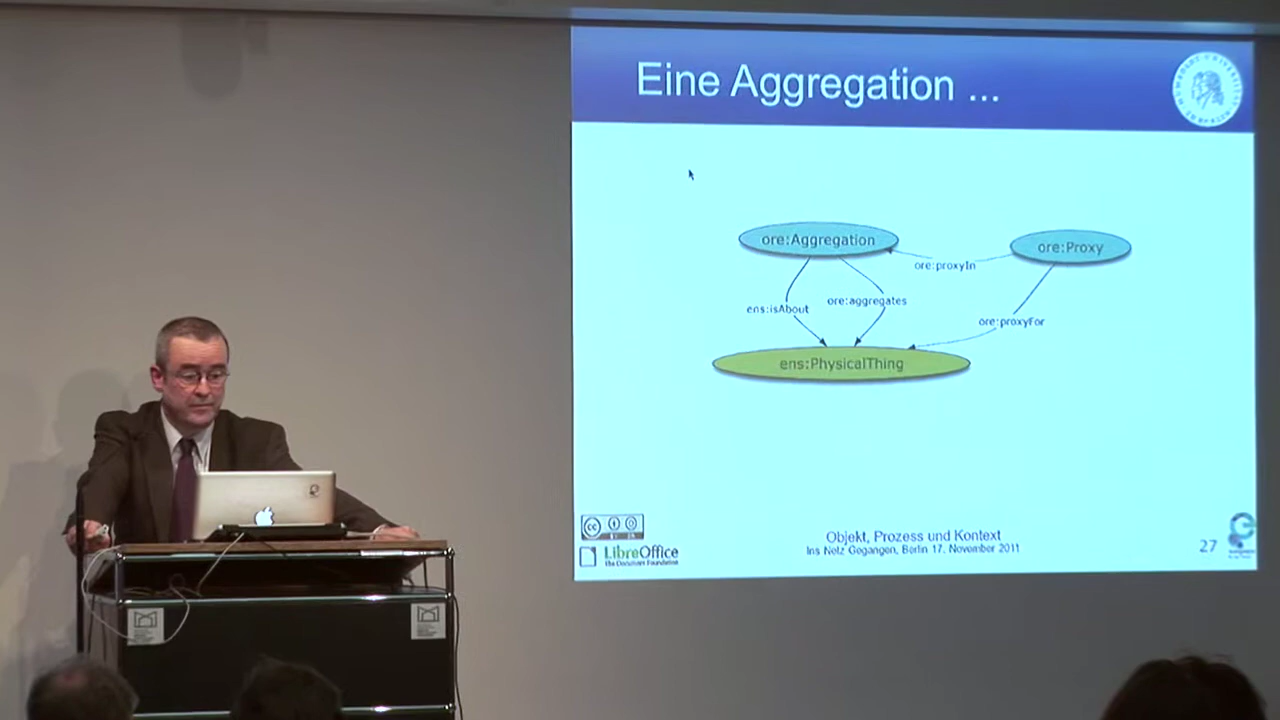 Eine Aggregation ...
ore:Aggregation
ore:Proxy
ore:proxyIn
ens:isAbout
ore:aggregates
ore:proxyFor
ens:PhysicalThing
cc
LibreOffice
The Document Foundation
Objekt, Prozess und Kontext
Ins Netz Gegangen, Berlin 17. November 2011
27